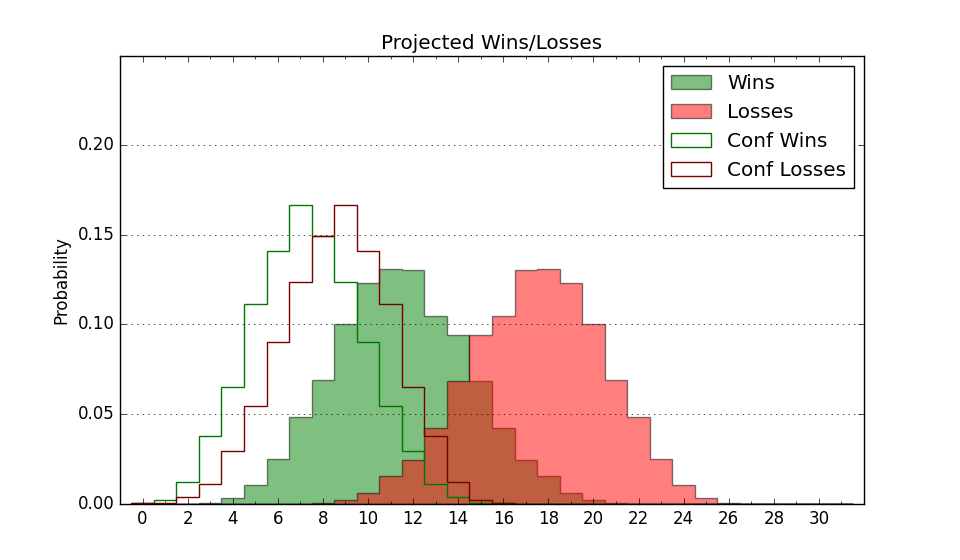 Projected Wins/Losses
Wins
Losses
Conf Wins
Conf Losses
Probability
0.20
0.15
0.10
0.05
0.00
0 2 4 6 8 10 12 14 16 18 20 22 24 26 28 30